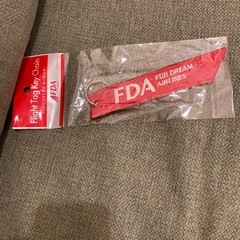 Flight Tag Key Chain
FDA
FDA
FUJI DREAM
AIRLINES